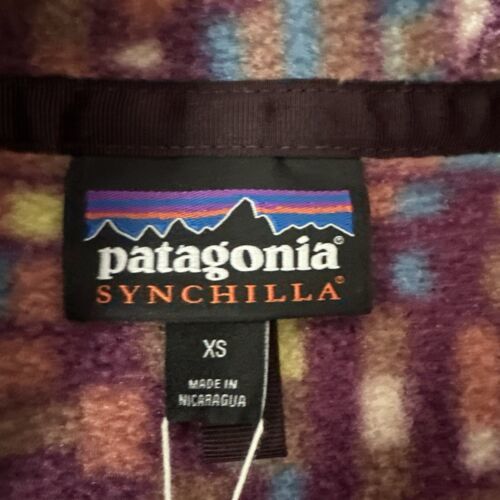 patagonia®
SYNCHILLA®
XS
MADE IN
NICARAGUA